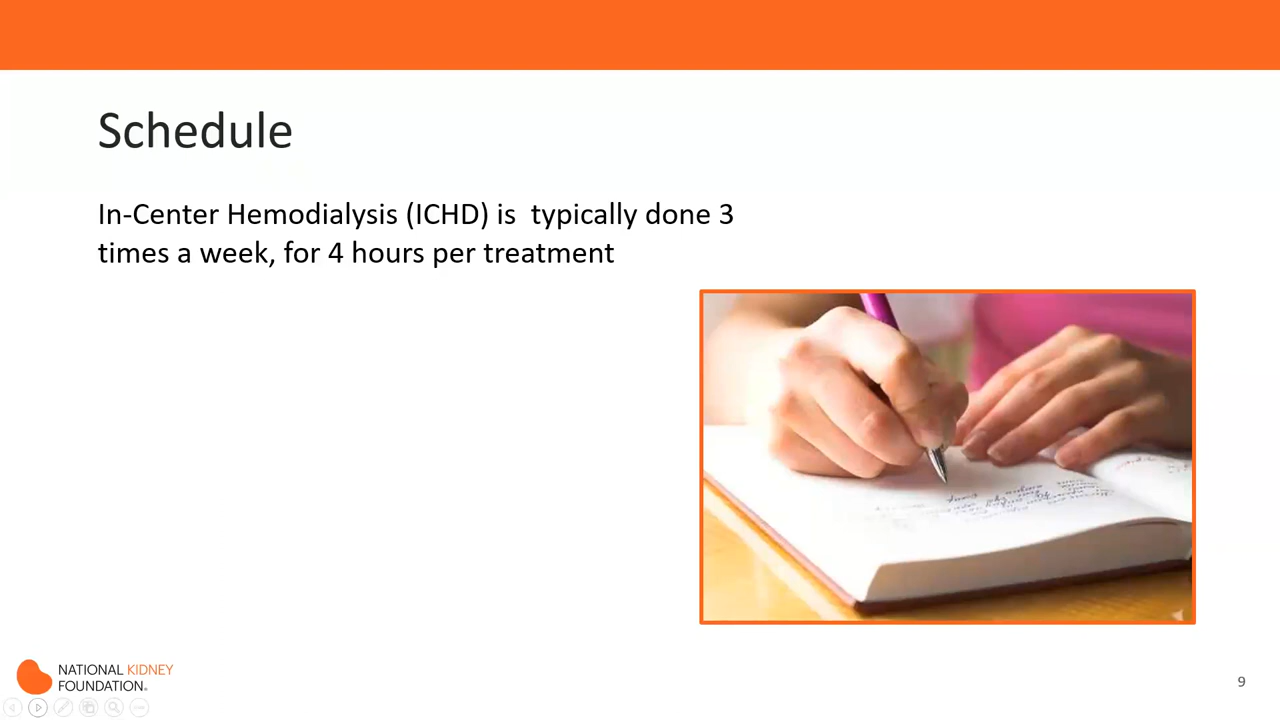 Schedule
In-Center Hemodialysis (ICHD) is  typically done 3
times a week, for 4 hours per treatment
NATIONAL KIDNEY
FOUNDATION®
9